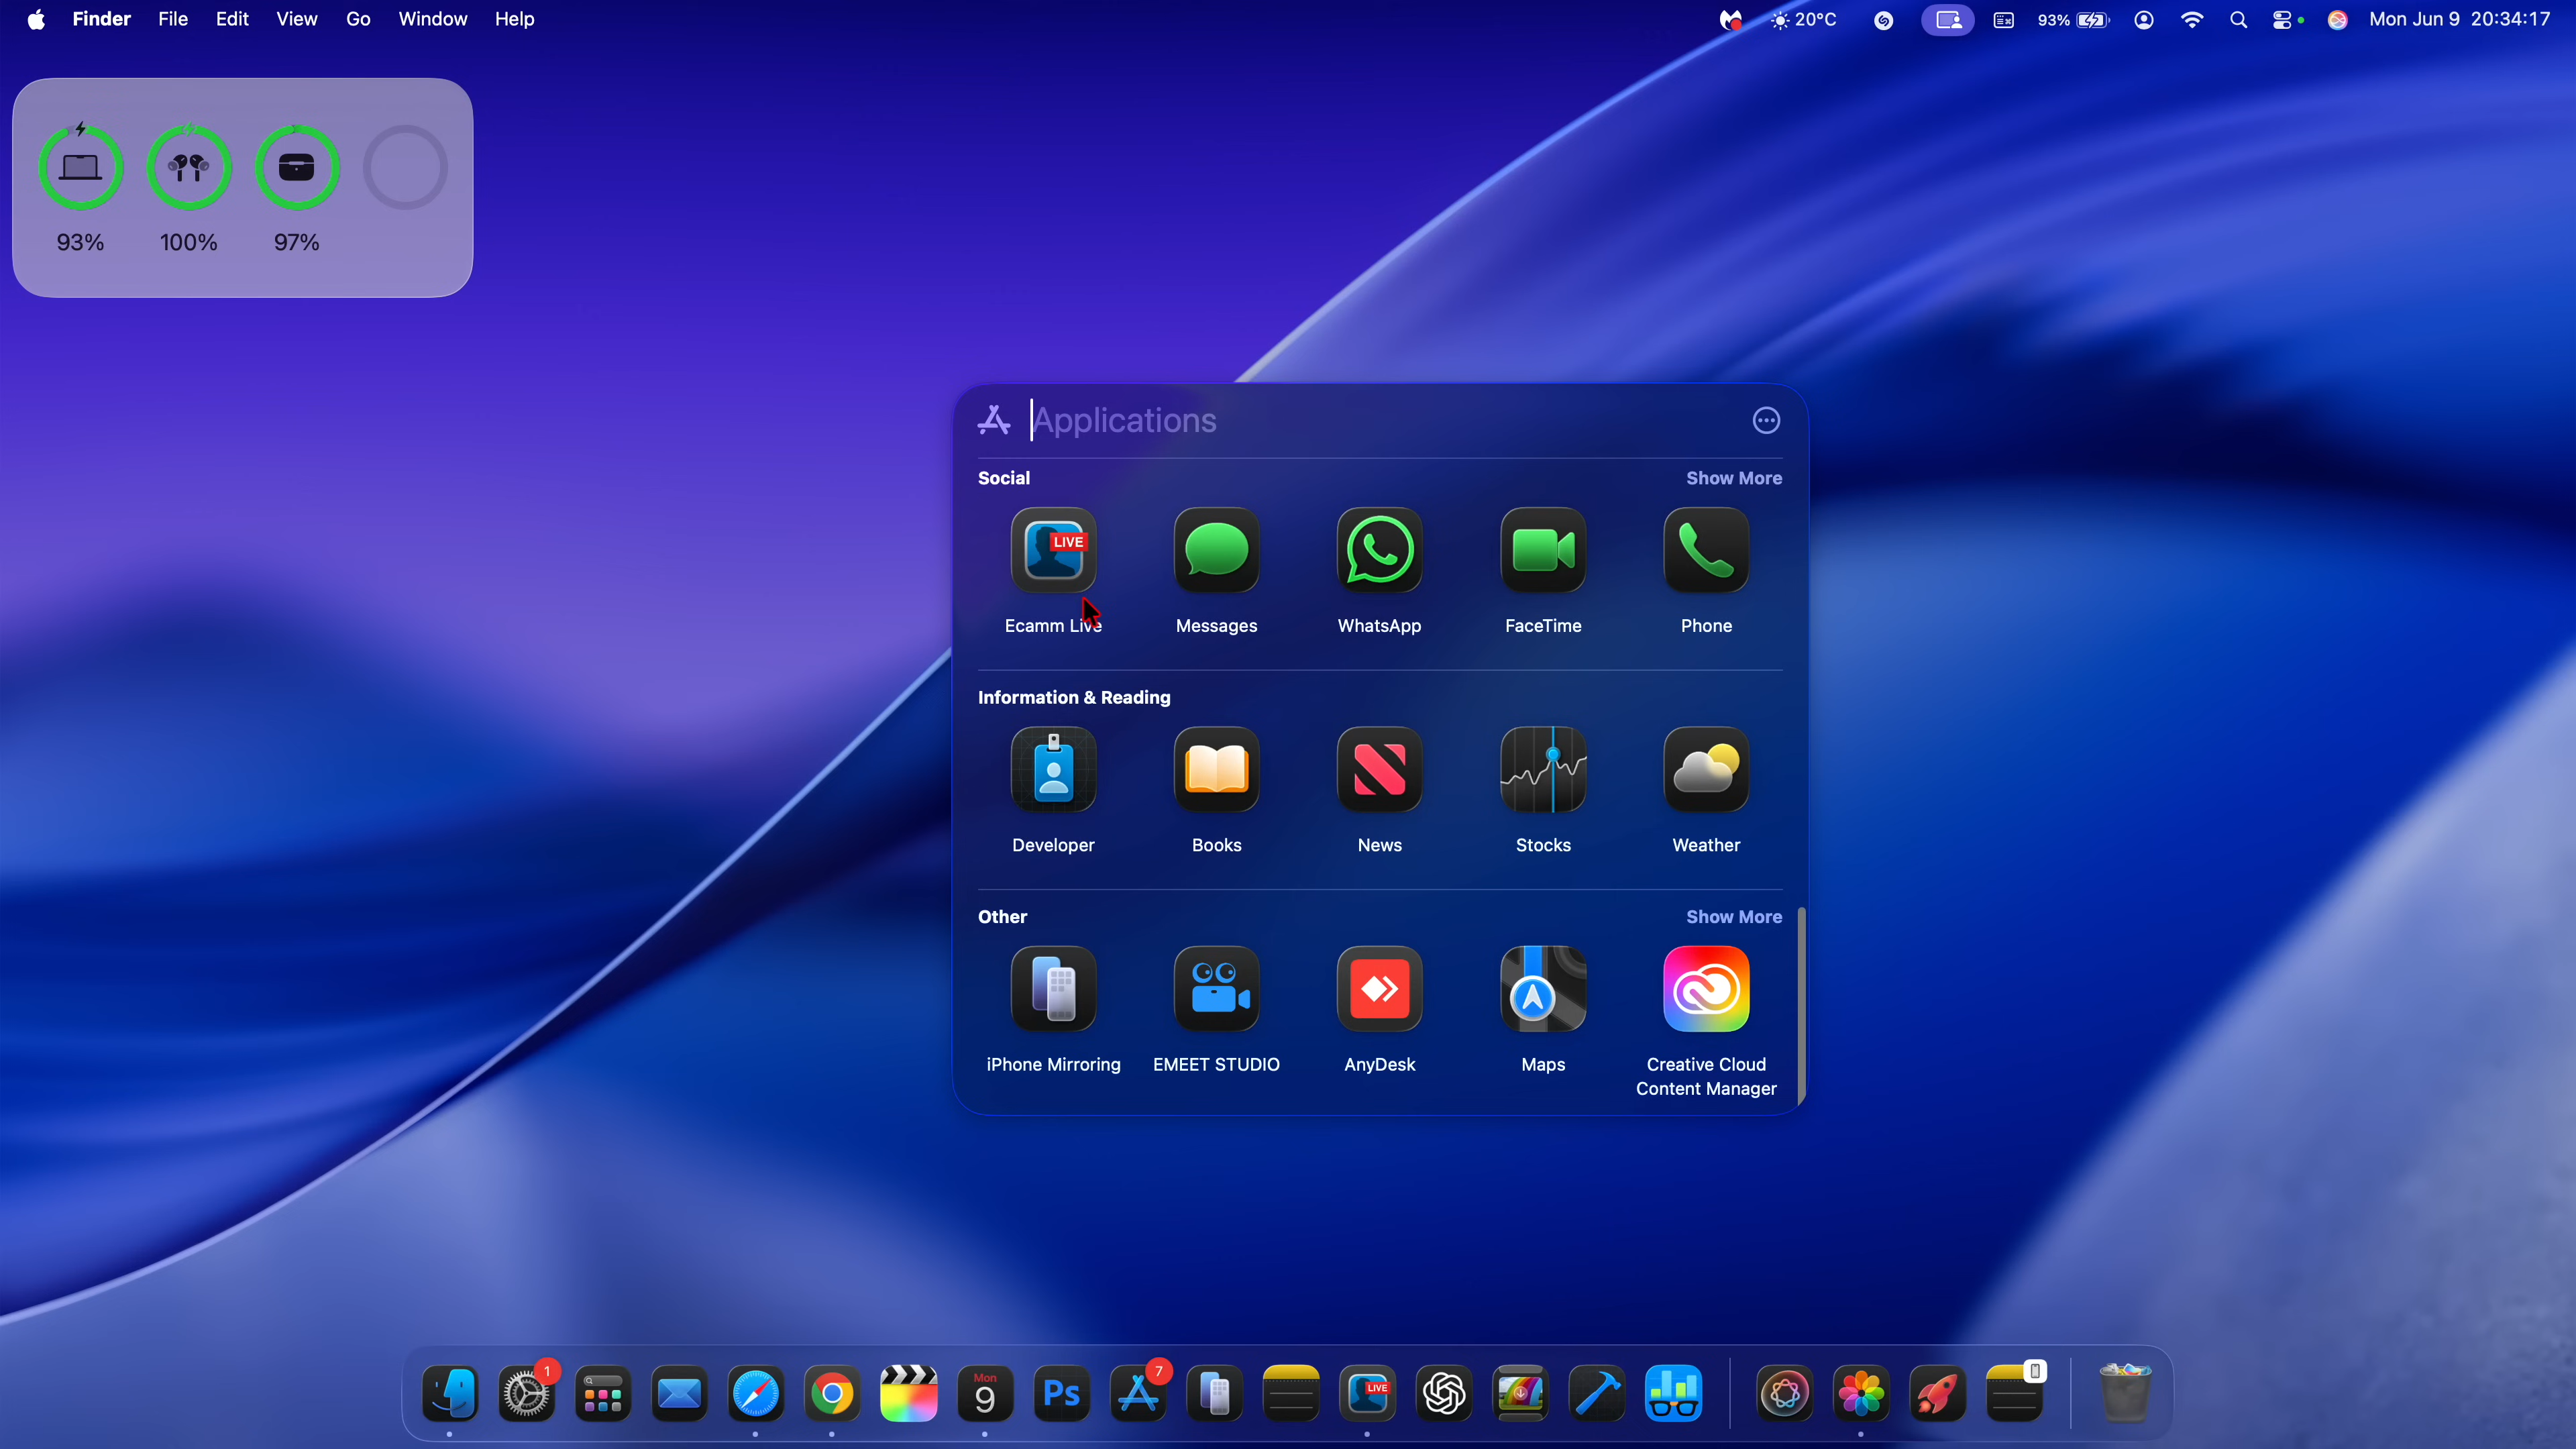 Finder File Edit View Go Window Help
20°C 93% Mon Jun 9 20:34:17
93% 100% 97%
Applications
Social Show More
LIVE
Ecamm Live Messages WhatsApp FaceTime Phone
Information & Reading
Developer Books News Stocks Weather
Other Show More
iPhone Mirroring EMEET STUDIO AnyDesk Maps Creative Cloud
Content Manager
1 Mon 7
9 Ps LIVE